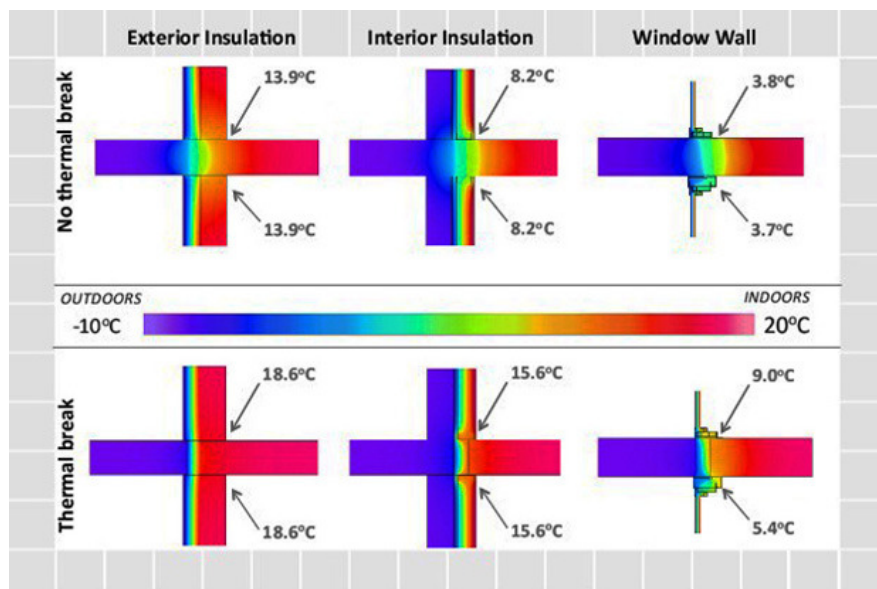 Exterior Insulation
Interior Insulation
Window Wall
No thermal break
13.9°C
8.2°C
3.8°C
13.9°C
8.2°C
3.7°C
OUTDOORS
INDOORS
-10°C
20°C
Thermal break
18.6°C
15.6°C
9.0°C
18.6°C
15.6°C
5.4°C